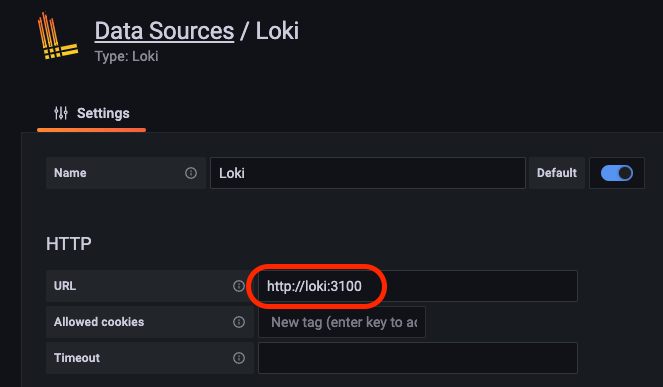 Data Sources / Loki
Type: Loki
Settings
Name Loki Default
HTTP
URL http://loki:3100
Allowed cookies New tag (enter key to ac
Timeout